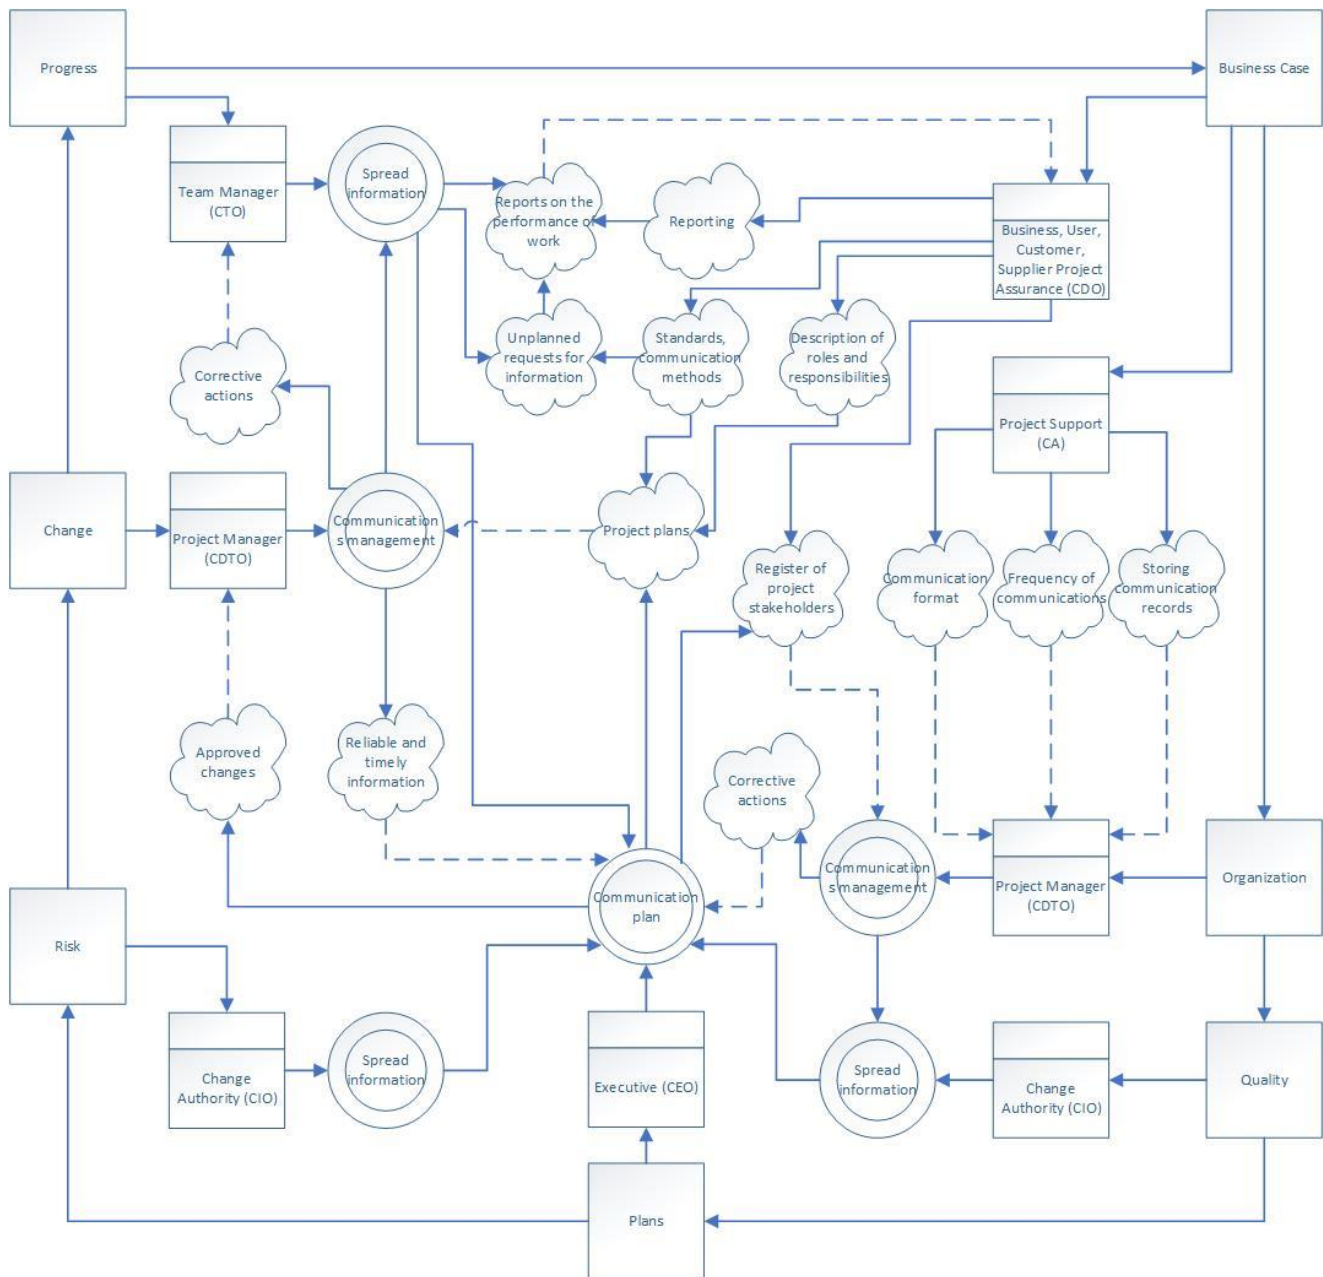 Progress
Business Case
Team Manager
(CTO)
Spread
information
Reports on the
performance of
work
Reporting
Business, User,
Customer,
Supplier Project
Assurance (CDO)
Corrective
actions
Unplanned
requests for
information
Standards,
communication
methods
Description of
roles and
responsibilities
Project Support
(CA)
Change
Project Manager
(CDTO)
Communication
s management
Project plans
Register of
project
stakeholders
Communication
format
Frequency of
communications
Storing
communication
records
Approved
changes
Reliable and
timely
information
Corrective
actions
Communication
plan
Communication
s management
Project Manager
(CDTO)
Organization
Risk
Change
Authority (CIO)
Spread
information
Executive (CEO)
Spread
information
Change
Authority (CIO)
Quality
Plans